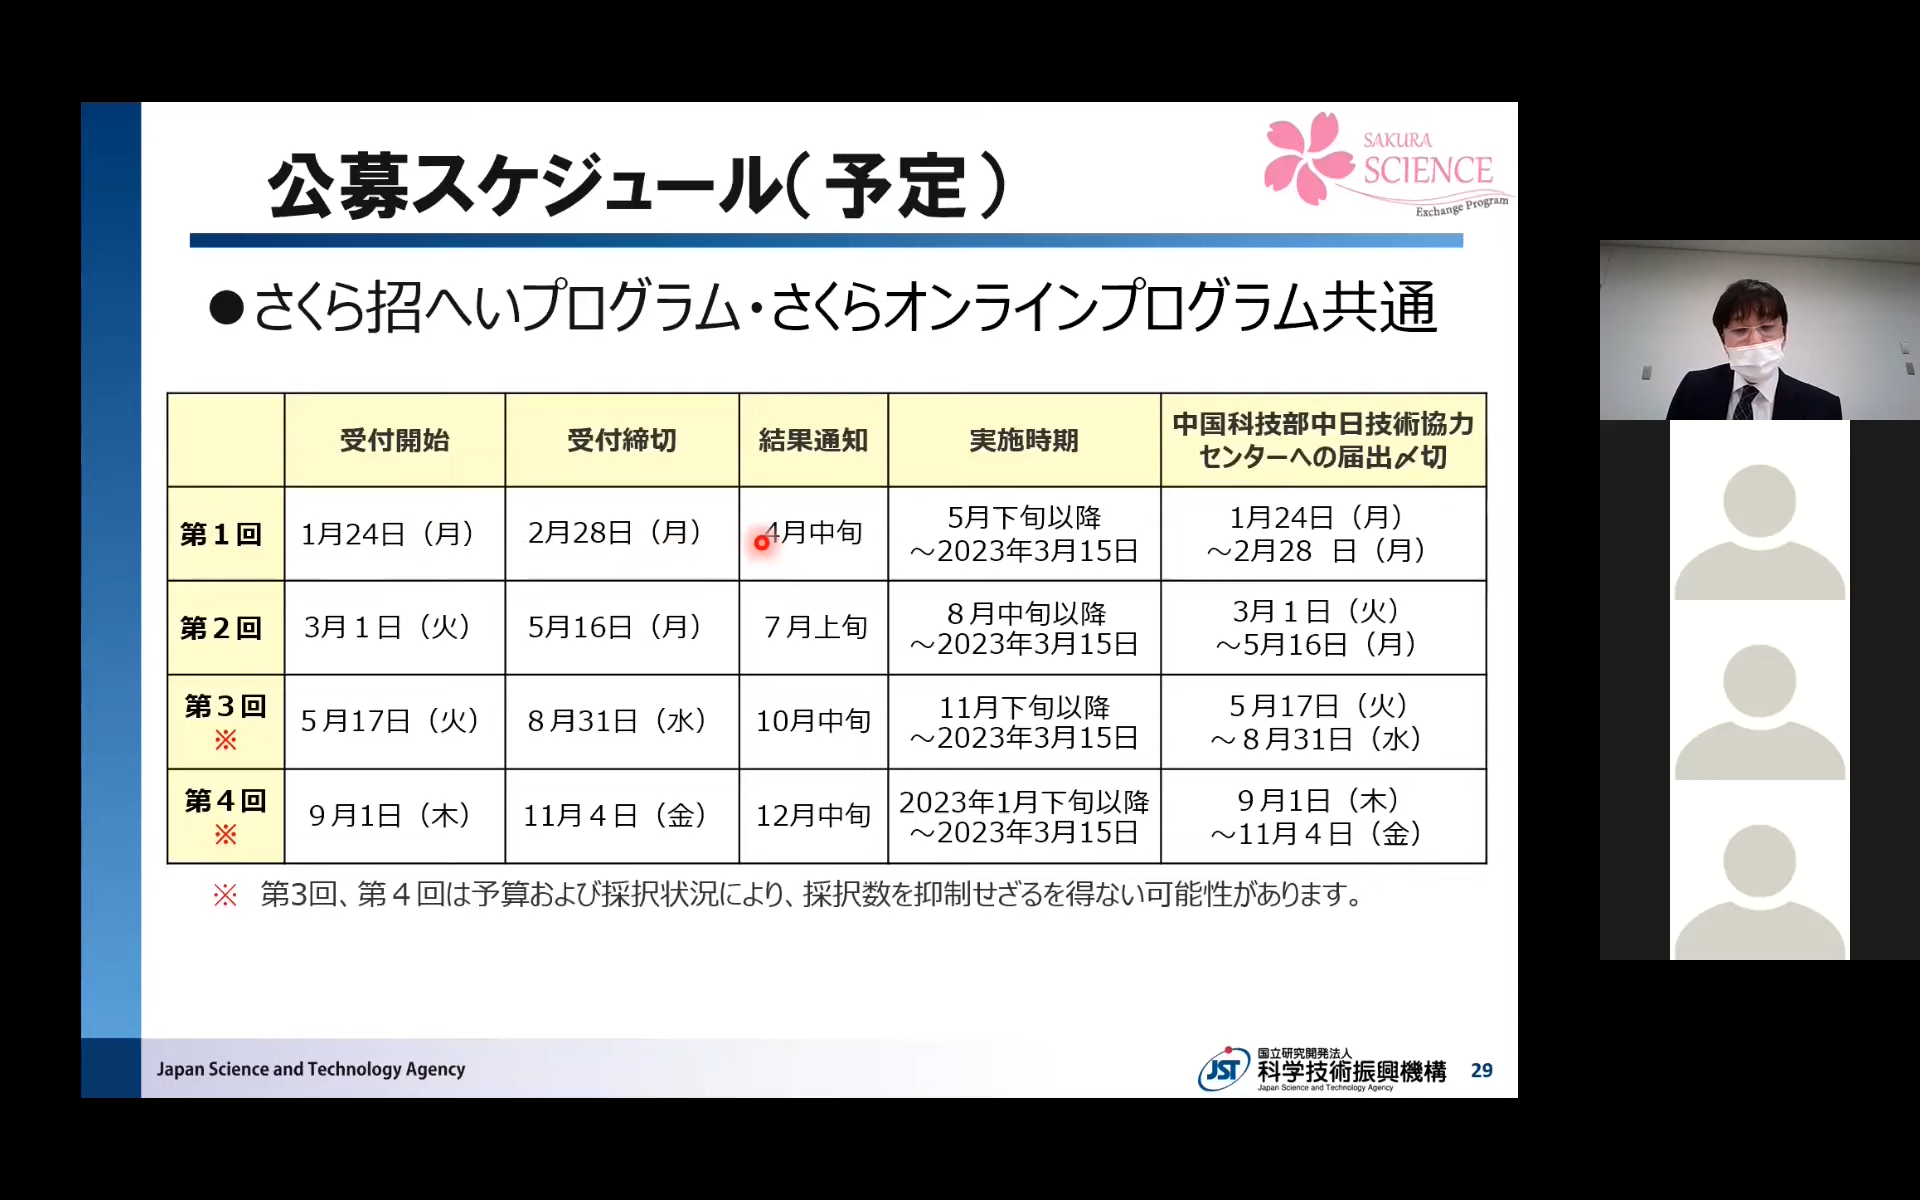 公募スケジュール（予定）
SAKURA
SCIENCE
Exchange Program
●さくら招へいプログラム・さくらオンラインプログラム共通
受付開始
受付締切
結果通知
実施時期
中国科技部中日技術協力
センターへの届出〆切
第１回
1月24日（月）
2月28日（月）
4月中旬
5月下旬以降
～2023年3月15日
1月24日（月）
～2月28 日（月）
第２回
3月１日（火）
5月16日（月）
７月上旬
８月中旬以降
～2023年3月15日
3月１日（火）
～5月16日（月）
第３回
※
５月17日（火）
８月31日（水）
10月中旬
11月下旬以降
～2023年3月15日
５月17日（火）
～８月31日（水）
第４回
※
９月1日（木）
11月４日（金）
12月中旬
2023年1月下旬以降
～2023年3月15日
９月1日（木）
～11月４日（金）
※ 第3回、第４回は予算および採択状況により、採択数を抑制せざるを得ない可能性があります。
Japan Science and Technology Agency
JST
国立研究開発法人
科学技術振興機構
Japan Science and Technology Agency
29